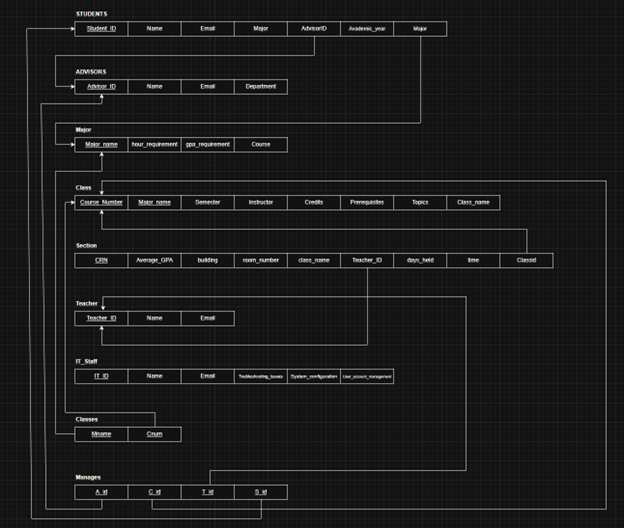 STUDENTS
Student_ID Name Email Major AdvisorID Academic_year Major
ADVISORS
Advisor_ID Name Email Department
Major
Major_name hour_requirement gpa_requirement Course
Class
Course_Number Major_name Semester Instructor Credits Prerequisties Topics Class_name
Section
CRN Average_GPA building room_number class_name Teacher_ID days_held time Classid
Teacher
Teacher_ID Name Email
IT_Staff
IT_ID Name Email System_configuration User_account_management
Classes
Mname Cnum
Manages
A_id C_id T_id S_id